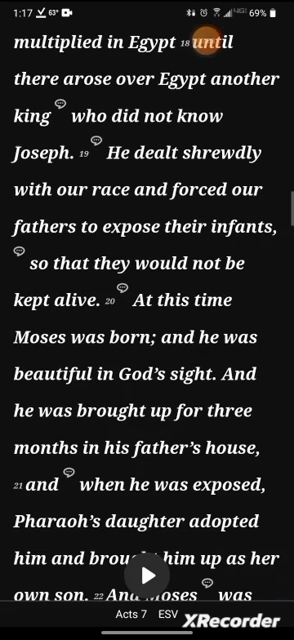 1:17 63° 69%
multiplied in Egypt 18 until
there arose over Egypt another
king who did not know
Joseph. 19 He dealt shrewdly
with our race and forced our
fathers to expose their infants,
so that they would not be
kept alive. 20 At this time
Moses was born; and he was
beautiful in God’s sight. And
he was brought up for three
months in his father’s house,
21 and when he was exposed,
Pharaoh’s daughter adopted
him and brought him up as her
own son. 22 And Moses was
Acts 7 ESV
XRecorder